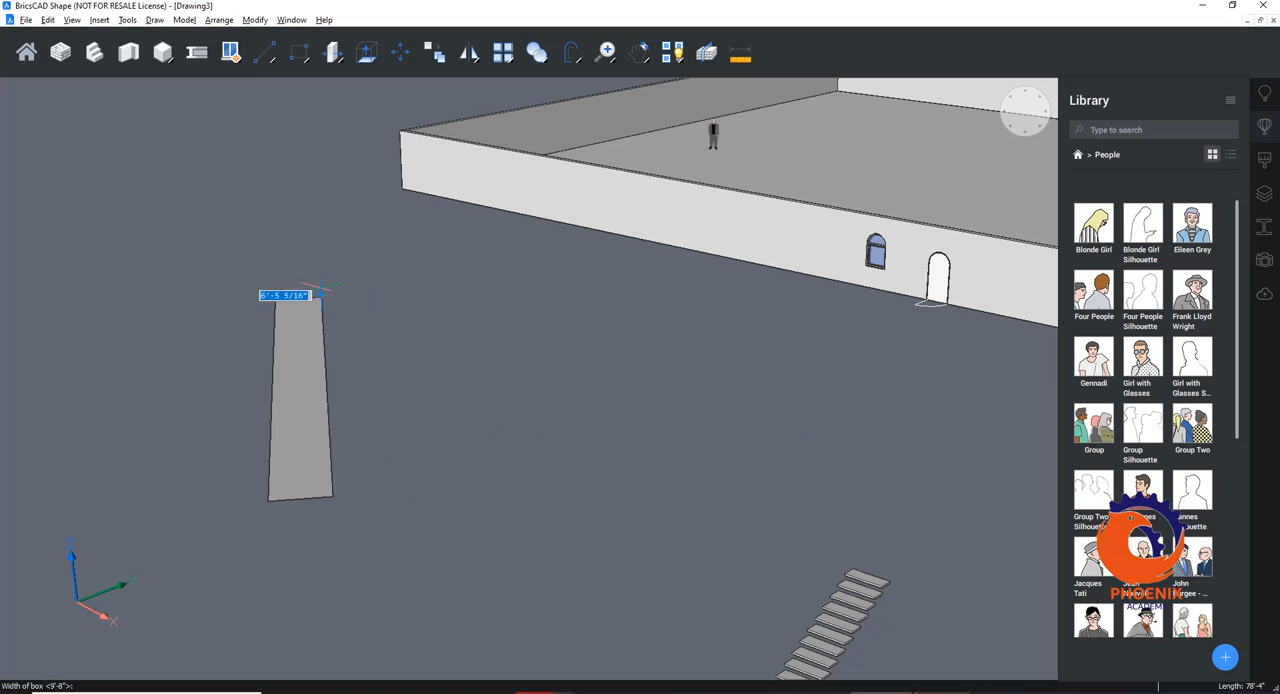 BricsCAD Shape (NOT FOR RESALE License) - [Drawing3]
File Edit View Insert Tools Draw Model Arrange Modify Window Help
Library
Type to search
> People
Blonde Girl
Blonde Girl Silhouette
Eileen Grey
Four People
Four People Silhouette
Frank Lloyd Wright
6'-5 5/16"
Gennadi
Girl with Glasses
Girl with Glasses S...
Group
Group Silhouette
Group Two
Group Two
Jacques Tati
John
PHOENIX
ACADEM
X
Width of box <9'-8">:
Length: 78'-4"